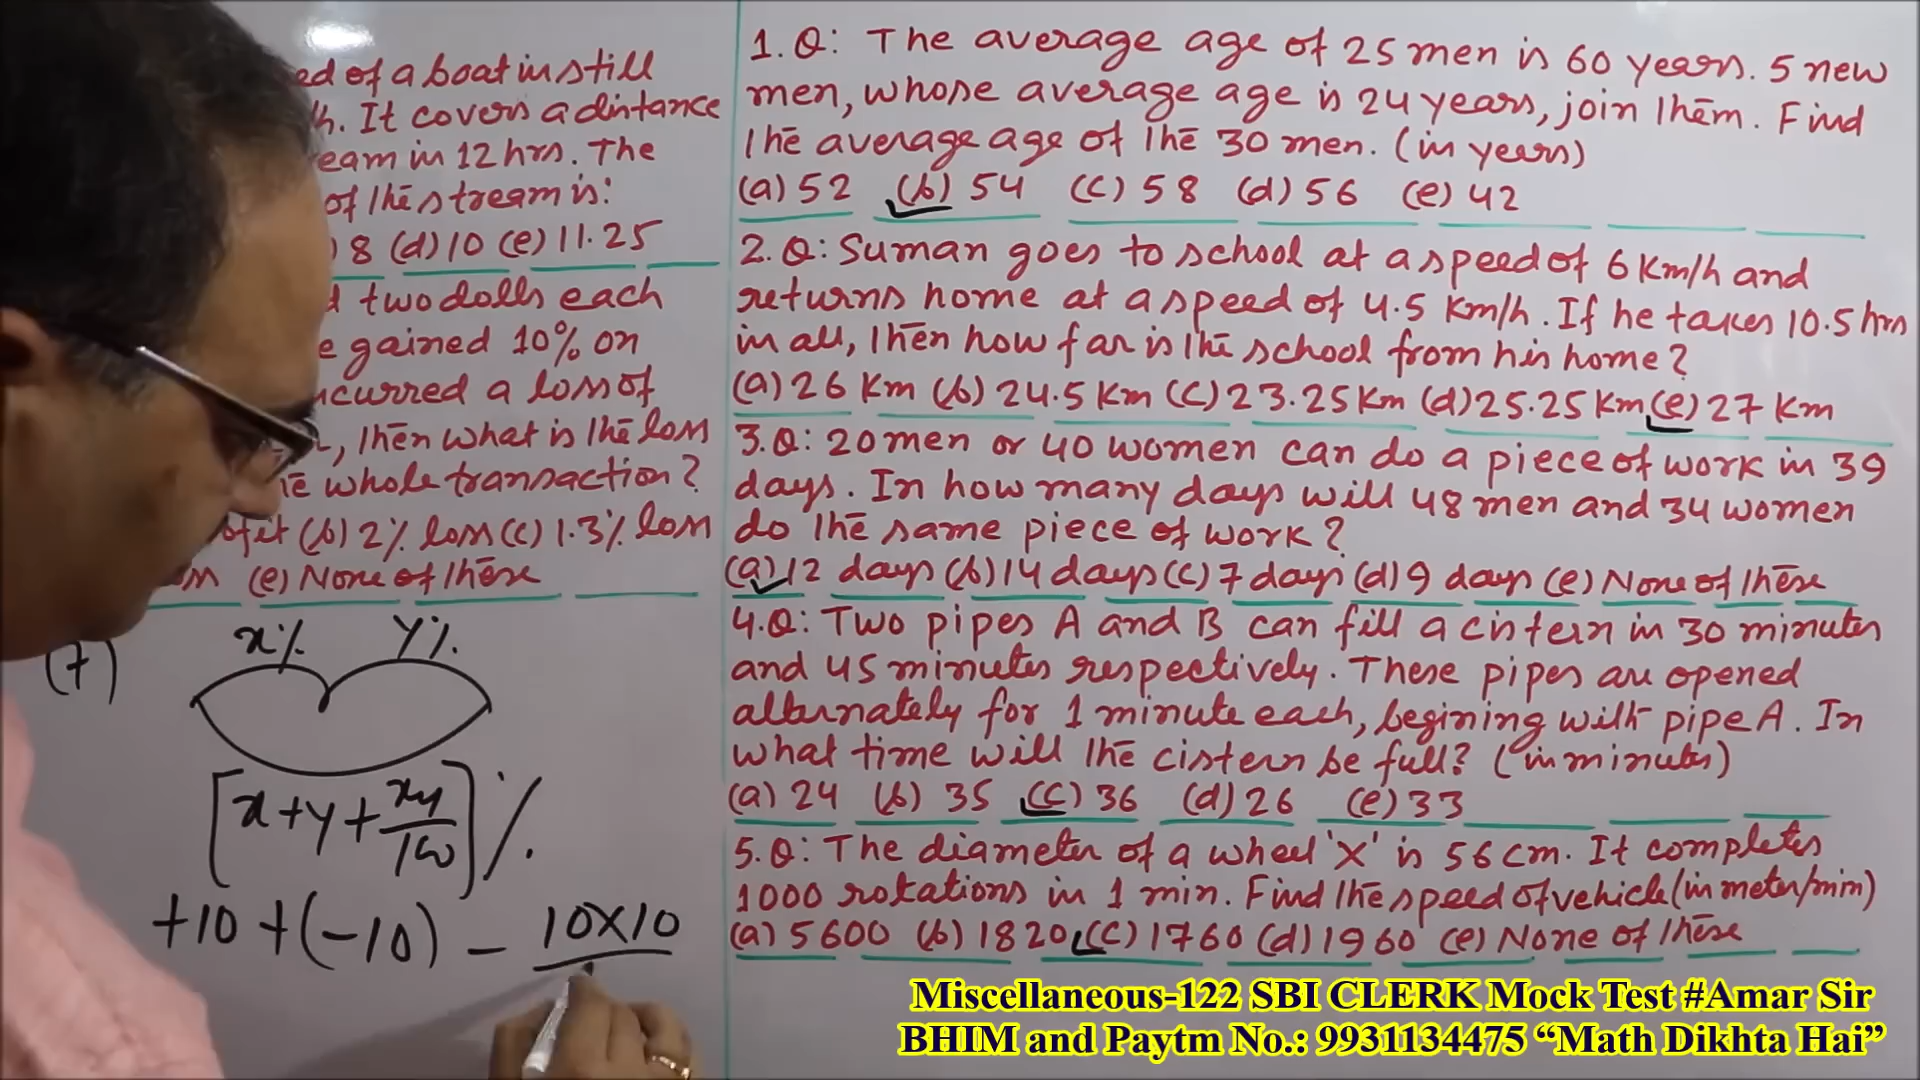 ed of a boat in still
h. It covers a distance
eam in 12 hrs. The
of the stream is:
) 8 (d) 10 (e) 11.25
d two dolls each
e gained 10% on
ncurred a loss of
, then what is the loss
he whole transaction?
ofit (b) 2% loss (c) 1.3% loss
(e) None of these
(7)
x% y%
[x+y+xy/100]%
+10 +(-10) - 10x10
1.Q: The average age of 25 men is 60 years. 5 new
men, whose average age is 24 years, join them. Find
the average age of the 30 men. (in years)
(a) 52 (b) 54 (c) 58 (d) 56 (e) 42
2.Q: Suman goes to school at a speed of 6 Km/h and
returns home at a speed of 4.5 Km/h. If he takes 10.5 hrs
in all, then how far is the school from his home?
(a) 26 Km (b) 24.5 Km (c) 23.25 Km (d) 25.25 Km (e) 27 Km
3.Q: 20 men or 40 women can do a piece of work in 39
days. In how many days will 48 men and 34 women
do the same piece of work?
(a) 12 days (b) 14 days (c) 7 days (d) 9 days (e) None of these
4.Q: Two pipes A and B can fill a cistern in 30 minutes
and 45 minutes respectively. These pipes are opened
alternately for 1 minute each, begining with pipe A. In
what time will the cistern be full? (in minutes)
(a) 24 (b) 35 (c) 36 (d) 26 (e) 33
5.Q: The diameter of a wheel 'X' is 56 cm. It completes
1000 rotations in 1 min. Find the speed of vehicle (in meter/min)
(a) 5600 (b) 1820 (c) 1760 (d) 1960 (e) None of these
Miscellaneous-122 SBI CLERK Mock Test #Amar Sir
BHIM and Paytm No.: 9931134475 “Math Dikhta Hai”